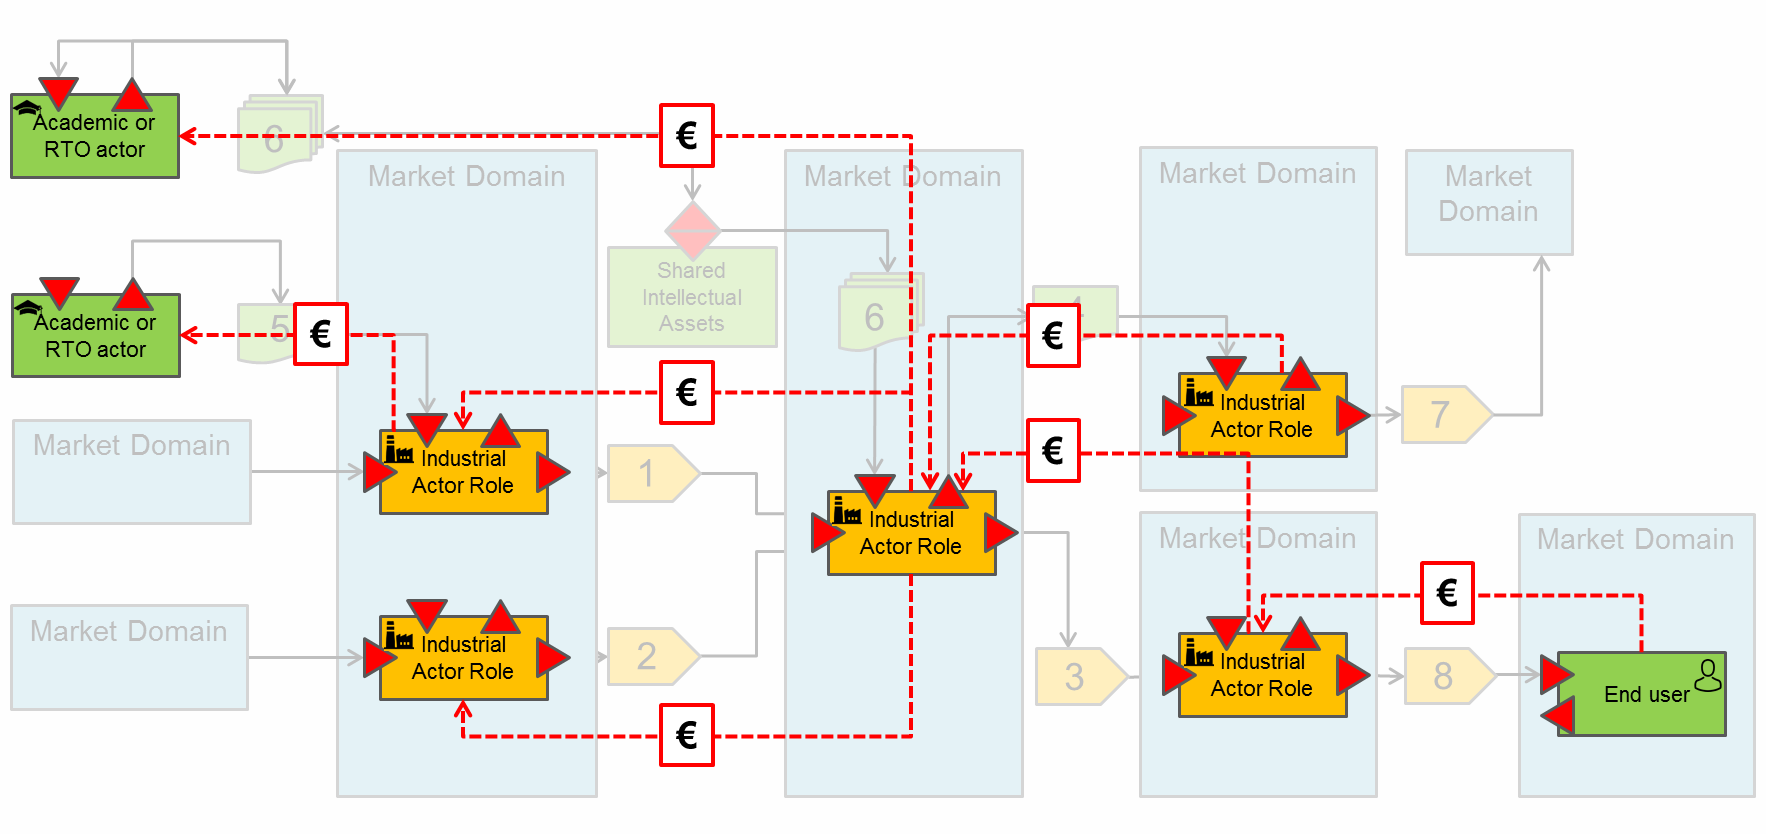 Academic or
RTO actor
6
€
Market Domain
Market Domain
Market Domain
Market
Domain
Shared
Intellectual
Assets
6
Academic or
RTO actor
5
€
€
€
Industrial
Actor Role
7
€
Market Domain
Industrial
Actor Role
1
Industrial
Actor Role
3
Market Domain
Industrial
Actor Role
2
€
Market Domain
Industrial
Actor Role
8
€
Market Domain
End user